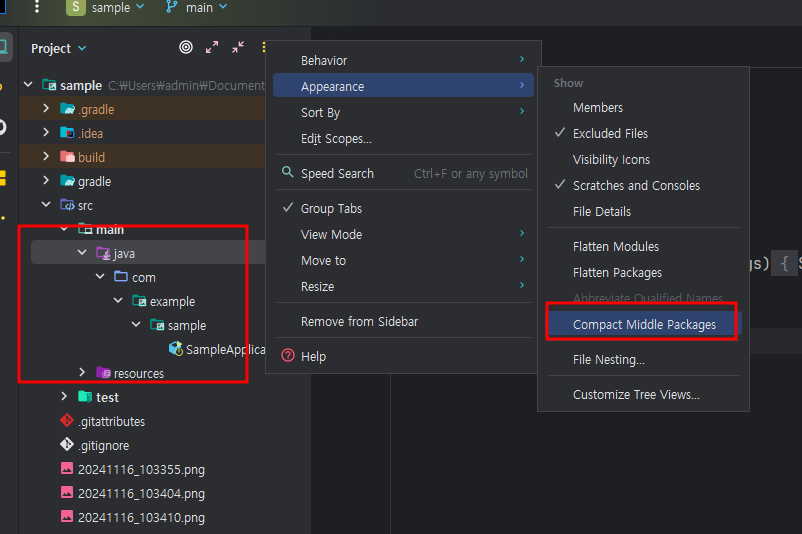 S sample main
Project
sample C:₩Users₩admin₩Document
.gradle
.idea
build
gradle
src
main
java
com
example
sample
SampleApplica
resources
test
.gitattributes
.gitignore
20241116_103355.png
20241116_103404.png
20241116_103410.png
Behavior
Appearance
Sort By
Edit Scopes...
Speed Search Ctrl+F or any symbol
Group Tabs
View Mode
Move to
Resize
Remove from Sidebar
Help
Show
Members
Excluded Files
Visibility Icons
Scratches and Consoles
File Details
Flatten Modules
Flatten Packages
Abbreviate Qualified Names
Compact Middle Packages
File Nesting...
Customize Tree Views...
gs) { S